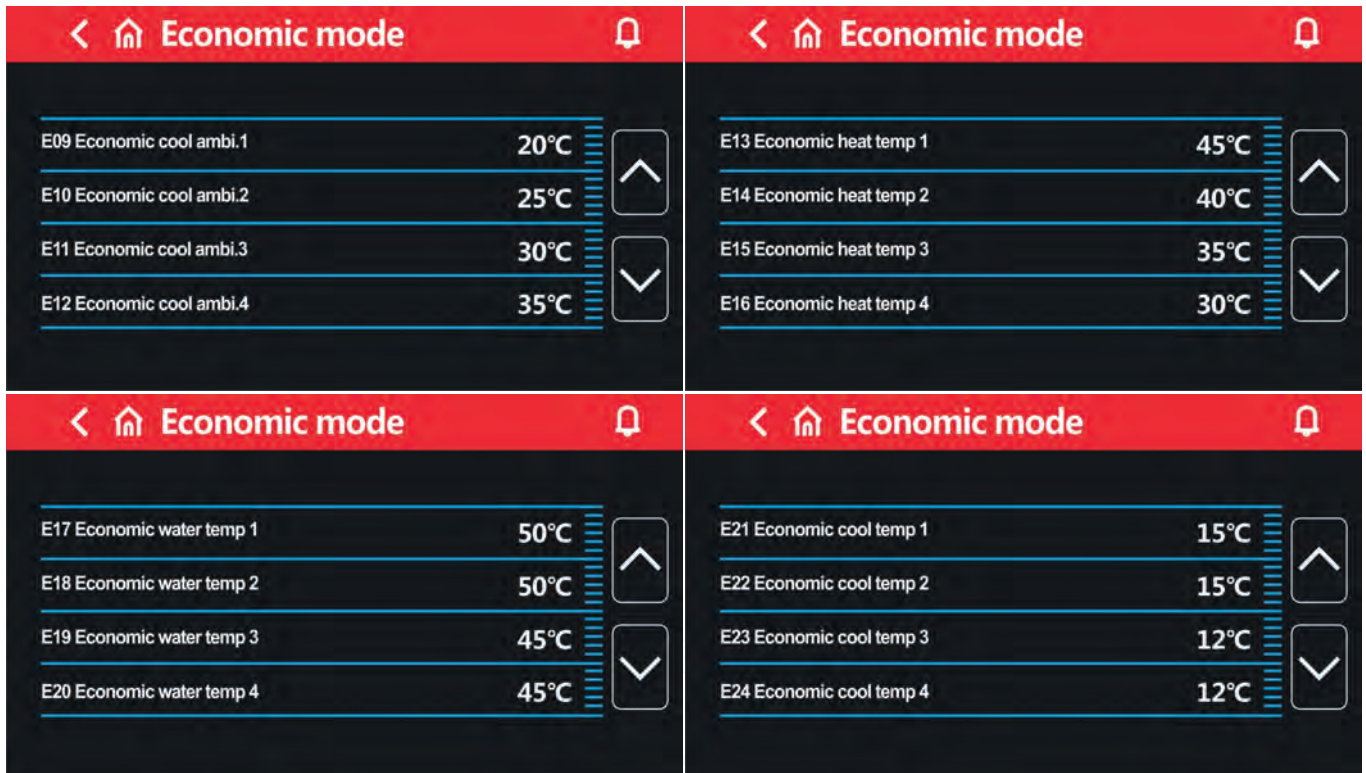 Economic mode
E09 Economic cool ambi.1 20°C
E10 Economic cool ambi.2 25°C
E11 Economic cool ambi.3 30°C
E12 Economic cool ambi.4 35°C
Economic mode
E13 Economic heat temp 1 45°C
E14 Economic heat temp 2 40°C
E15 Economic heat temp 3 35°C
E16 Economic heat temp 4 30°C
Economic mode
E17 Economic water temp 1 50°C
E18 Economic water temp 2 50°C
E19 Economic water temp 3 45°C
E20 Economic water temp 4 45°C
Economic mode
E21 Economic cool temp 1 15°C
E22 Economic cool temp 2 15°C
E23 Economic cool temp 3 12°C
E24 Economic cool temp 4 12°C